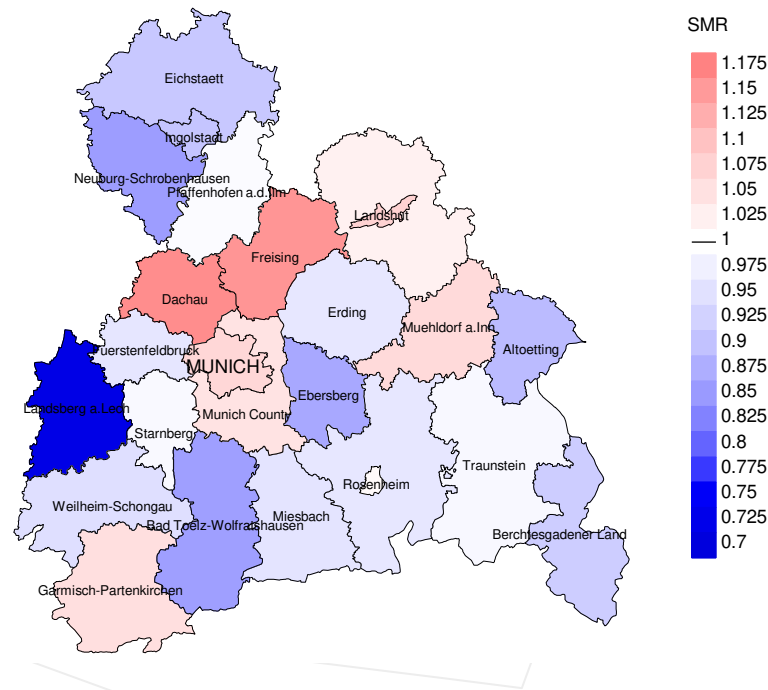 SMR
Eichstaett
1.175
1.15
1.125
Ingolstadt
1.1
1.075
Neuburg-Schrobenhausen
Pfaffenhofen a.d.Ilm
1.05
Landshut
1.025
1
Freising
0.975
Dachau
0.95
Erding
0.925
Muehldorf a.Inn
0.9
Fuerstenfeldbruck
Altoetting
MUNICH
0.875
0.85
Ebersberg
Landsberg a.Lech
Munich County
0.825
Starnberg
0.8
Traunstein
0.775
Rosenheim
0.75
Weilheim-Schongau
Miesbach
0.725
Bad Toelz-Wolfratshausen
Berchtesgadener Land
0.7
Garmisch-Partenkirchen